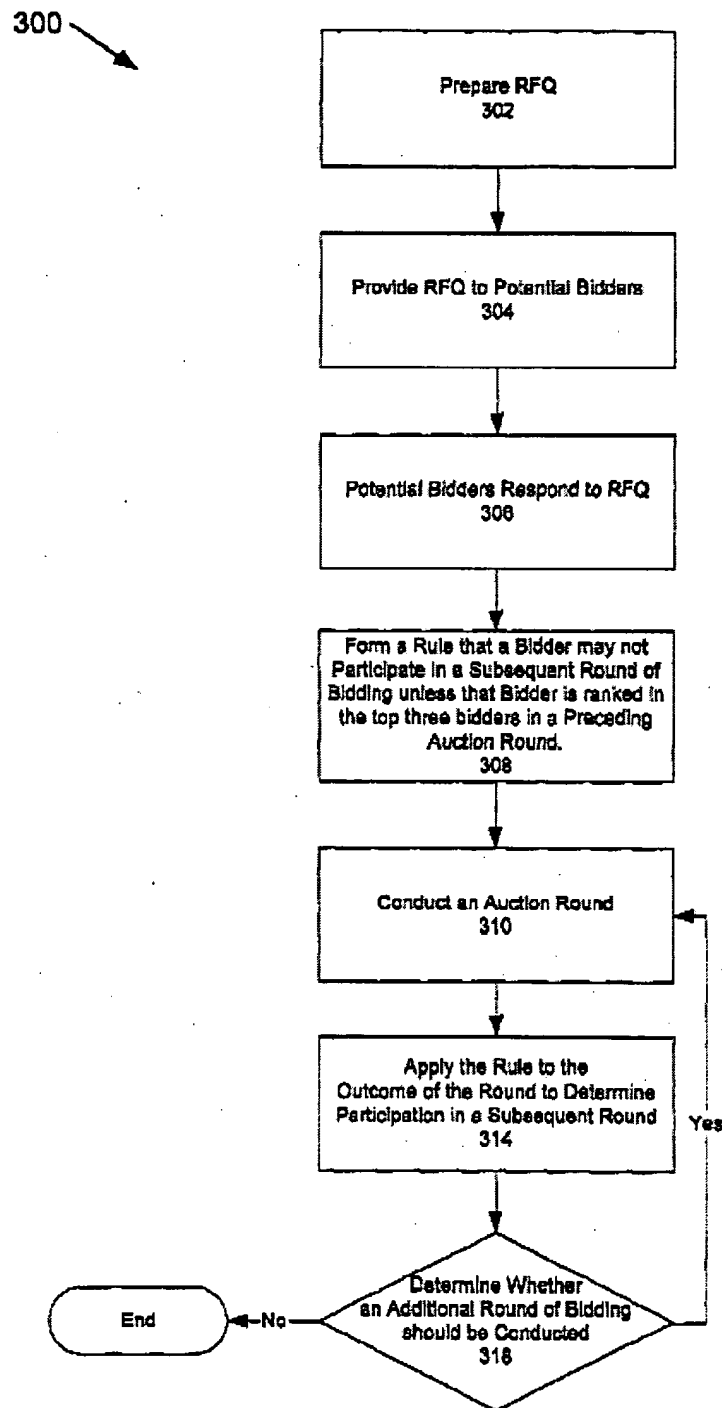 300
Prepare RFQ
302
Provide RFQ to Potential Bidders
304
Potential Bidders Respond to RFQ
306
Form a Rule that a Bidder may not
Participate in a Subsequent Round of
Bidding unless that Bidder is ranked in
the top three bidders in a Preceding
Auction Round.
308
Conduct an Auction Round
310
Apply the Rule to the
Outcome of the Round to Determine
Participation in a Subsequent Round
314
Yes
Determine Whether
an Additional Round of Bidding
should be Conducted
316
No
End